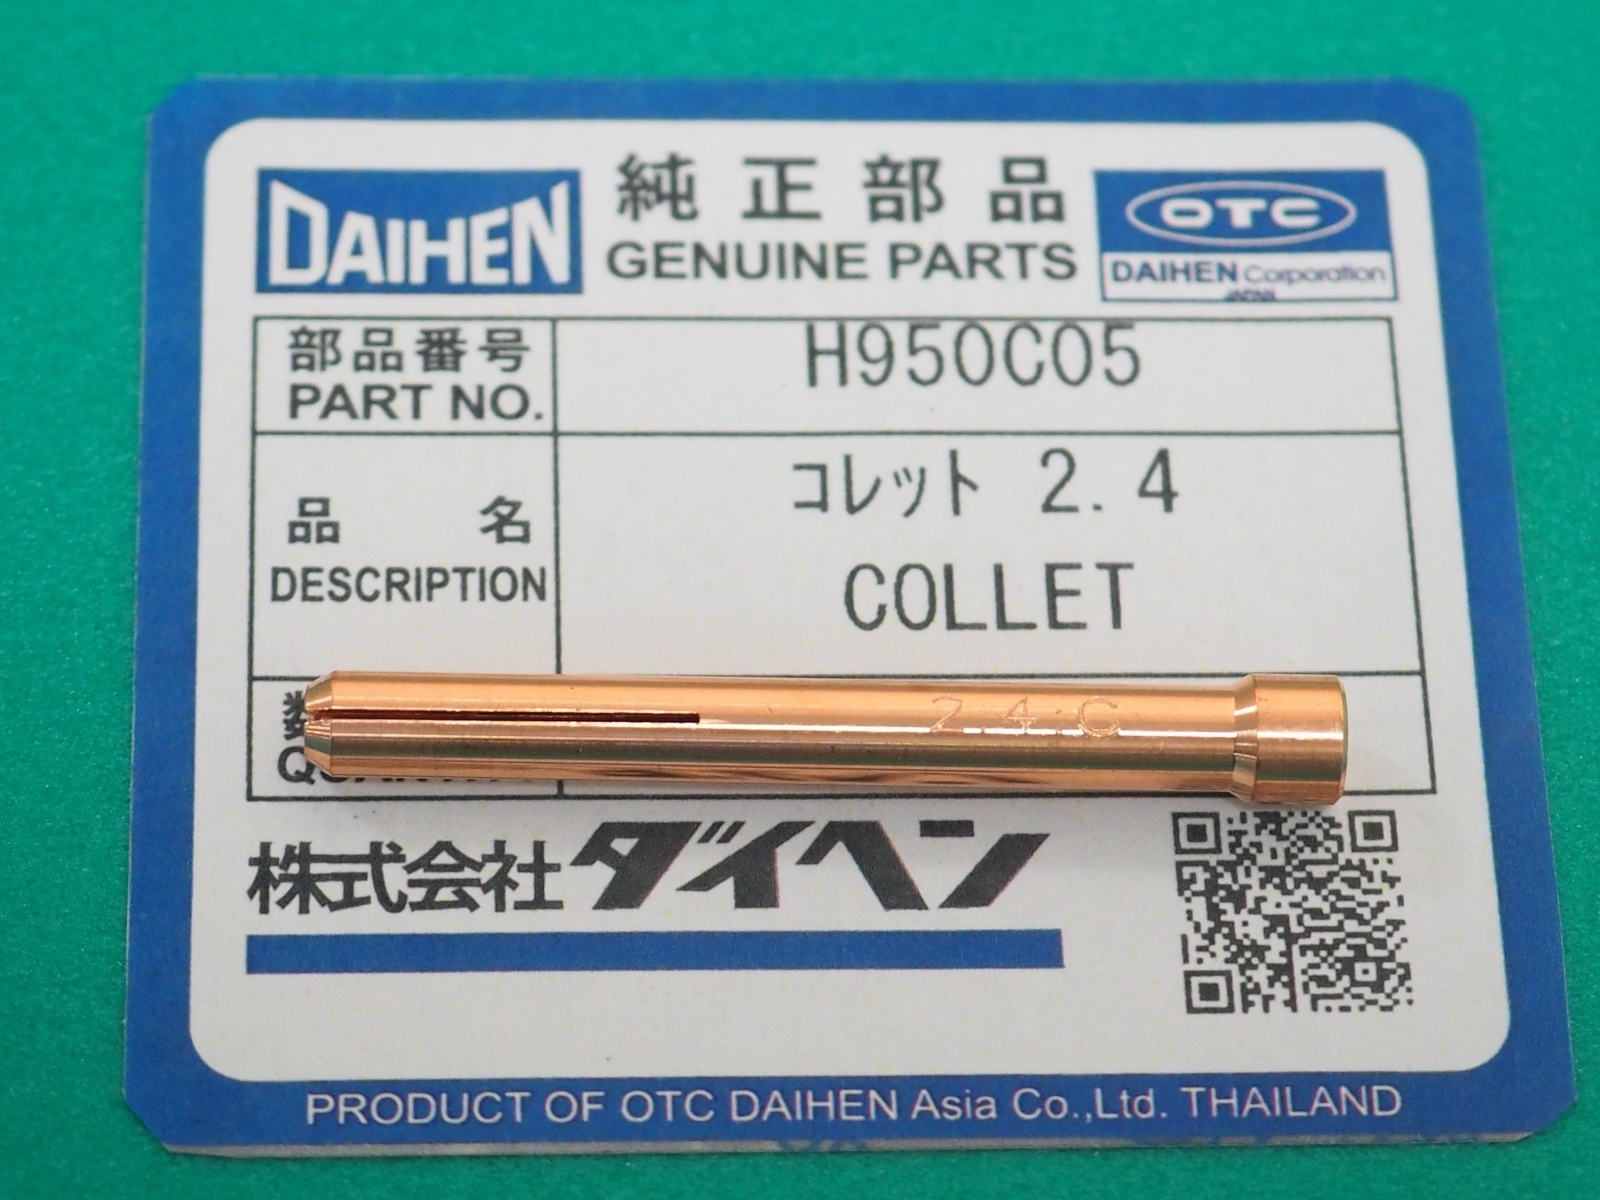 DAIHEN
純正部品
GENUINE PARTS
OTC
DAIHEN Corporation
JAPAN
部品番号
PART NO.
H950C05
品名
DESCRIPTION
コレット 2.4
COLLET
2.4.C
株式会社ダイヘン
PRODUCT OF OTC DAIHEN Asia Co.,Ltd. THAILAND